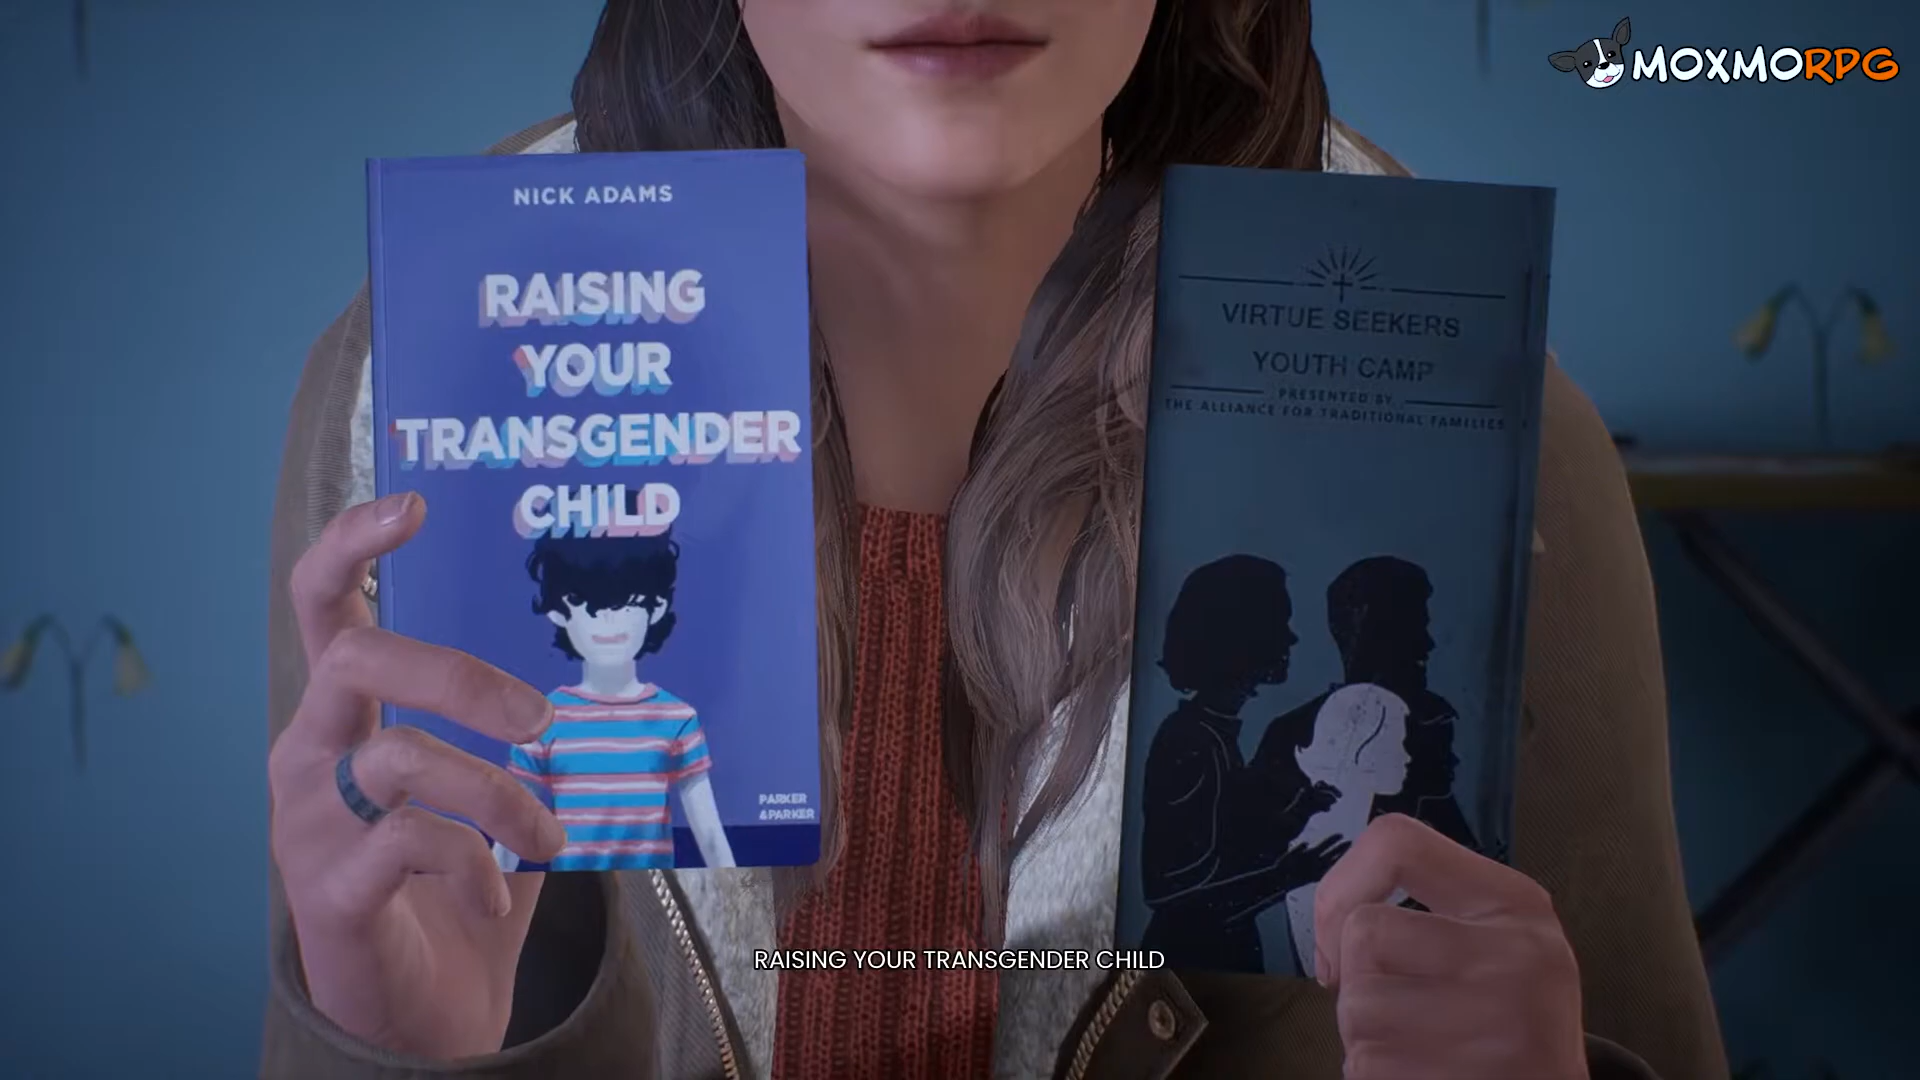 MOXMORPG
NICK ADAMS
RAISING
YOUR
TRANSGENDER
CHILD
PARKER
&PARKER
VIRTUE SEEKERS
YOUTH CAMP
PRESENTED BY
THE ALLIANCE FOR TRADITIONAL FAMILIES
RAISING YOUR TRANSGENDER CHILD